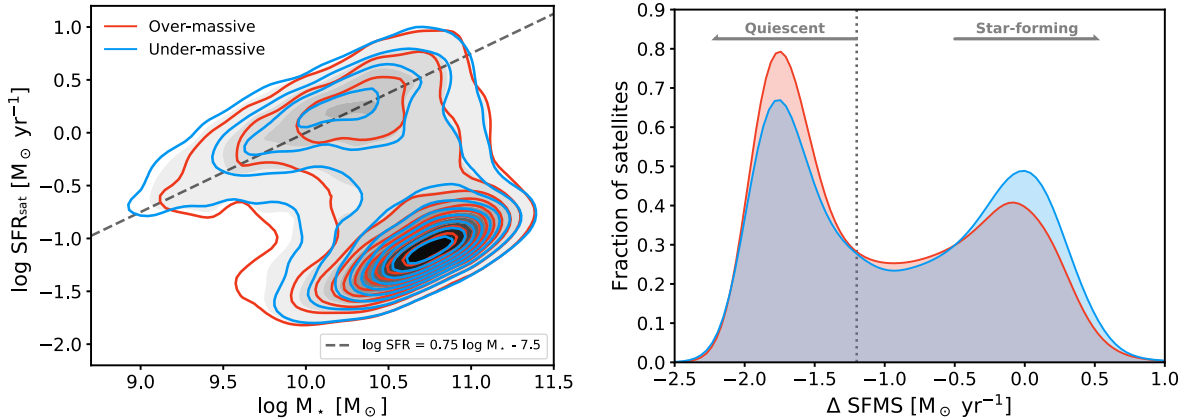 Over-massive
Under-massive
1.0
0.5
0.0
−0.5
−1.0
−1.5
−2.0
log SFR_sat [M_⊙ yr⁻¹]
log SFR = 0.75 log M⋆ - 7.5
9.0 9.5 10.0 10.5 11.0 11.5
log M⋆ [M_⊙]
Quiescent Star-forming
0.9
0.8
0.7
0.6
0.5
0.4
0.3
0.2
0.1
0.0
Fraction of satellites
−2.5 −2.0 −1.5 −1.0 −0.5 0.0 0.5 1.0
Δ SFMS [M_⊙ yr⁻¹]